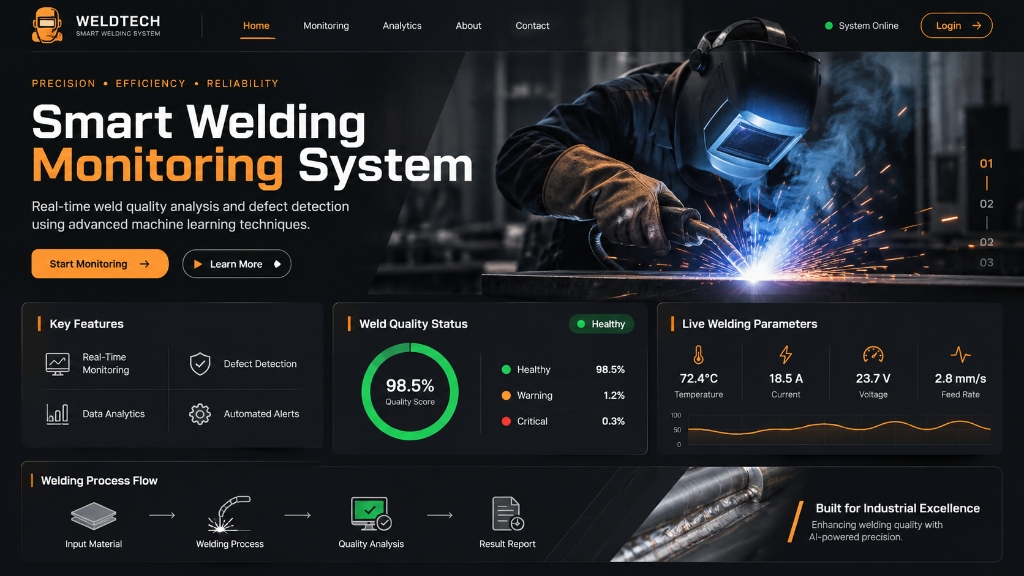 WELDTECH
SMART WELDING SYSTEM
Home
Monitoring
Analytics
About
Contact
System Online
Login
PRECISION • EFFICIENCY • RELIABILITY
Smart Welding
Monitoring System
Real-time weld quality analysis and defect detection
using advanced machine learning techniques.
Start Monitoring
Learn More
01
02
02
03
Key Features
Real-Time
Monitoring
Defect Detection
Data Analytics
Automated Alerts
Weld Quality Status
Healthy
98.5%
Quality Score
Healthy 98.5%
Warning 1.2%
Critical 0.3%
Live Welding Parameters
72.4°C
Temperature
18.5 A
Current
23.7 V
Voltage
2.8 mm/s
Feed Rate
100
50
0
Welding Process Flow
Input Material
Welding Process
Quality Analysis
Result Report
Built for Industrial Excellence
Enhancing welding quality with
AI-powered precision.